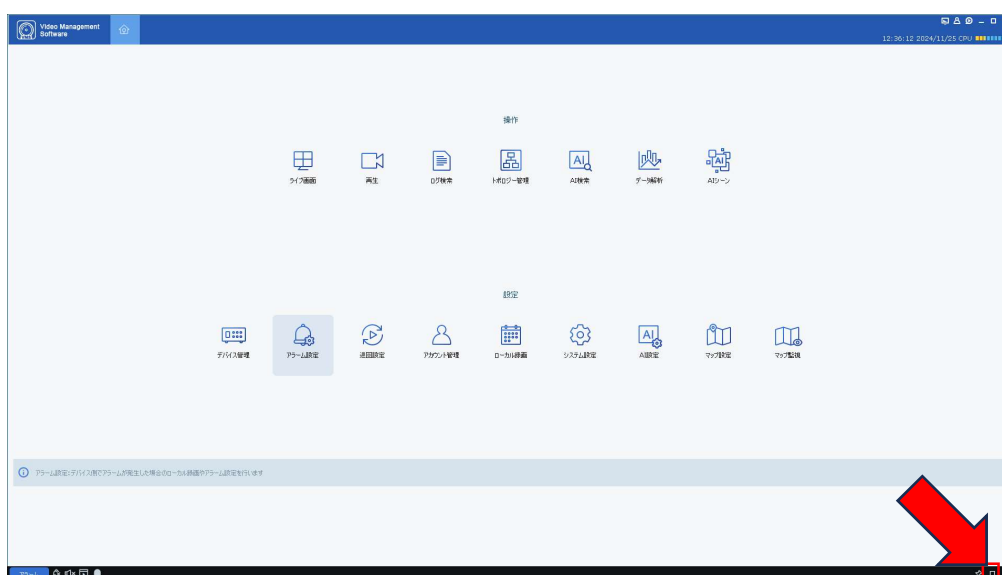 Video Management
Software
12:36:12 2024/11/25 CPU
操作
ライブ画面
再生
ログ検索
トポロジー管理
AI検索
データ解析
AIシーン
設定
デバイス管理
アラーム設定
巡回設定
アカウント管理
ローカル録画
システム設定
AI設定
マップ設定
マップ監視
アラーム設定:デバイス側でアラームが発生した場合のローカル録画やアラーム設定を行います
アラーム